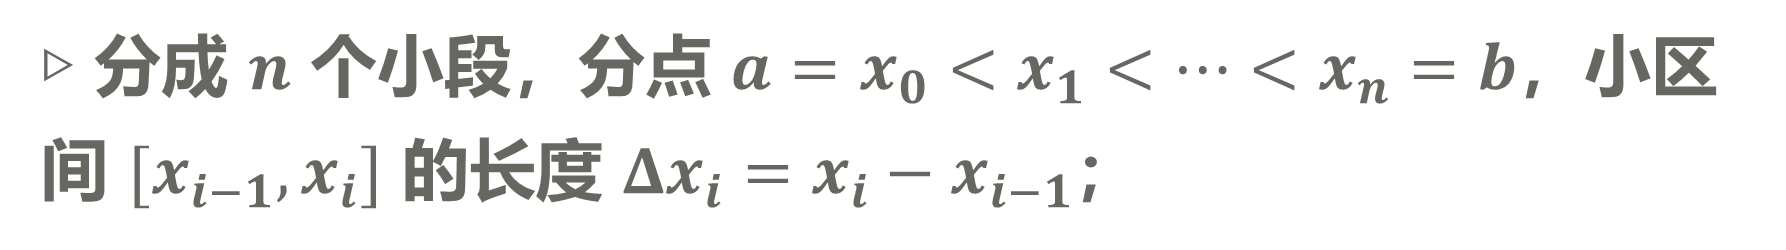 ▷ 分成 n 个小段，分点 a = x₀ < x₁ < ⋯ < xₙ = b，小区
间 [xᵢ₋₁, xᵢ] 的长度 Δxᵢ = xᵢ − xᵢ₋₁；